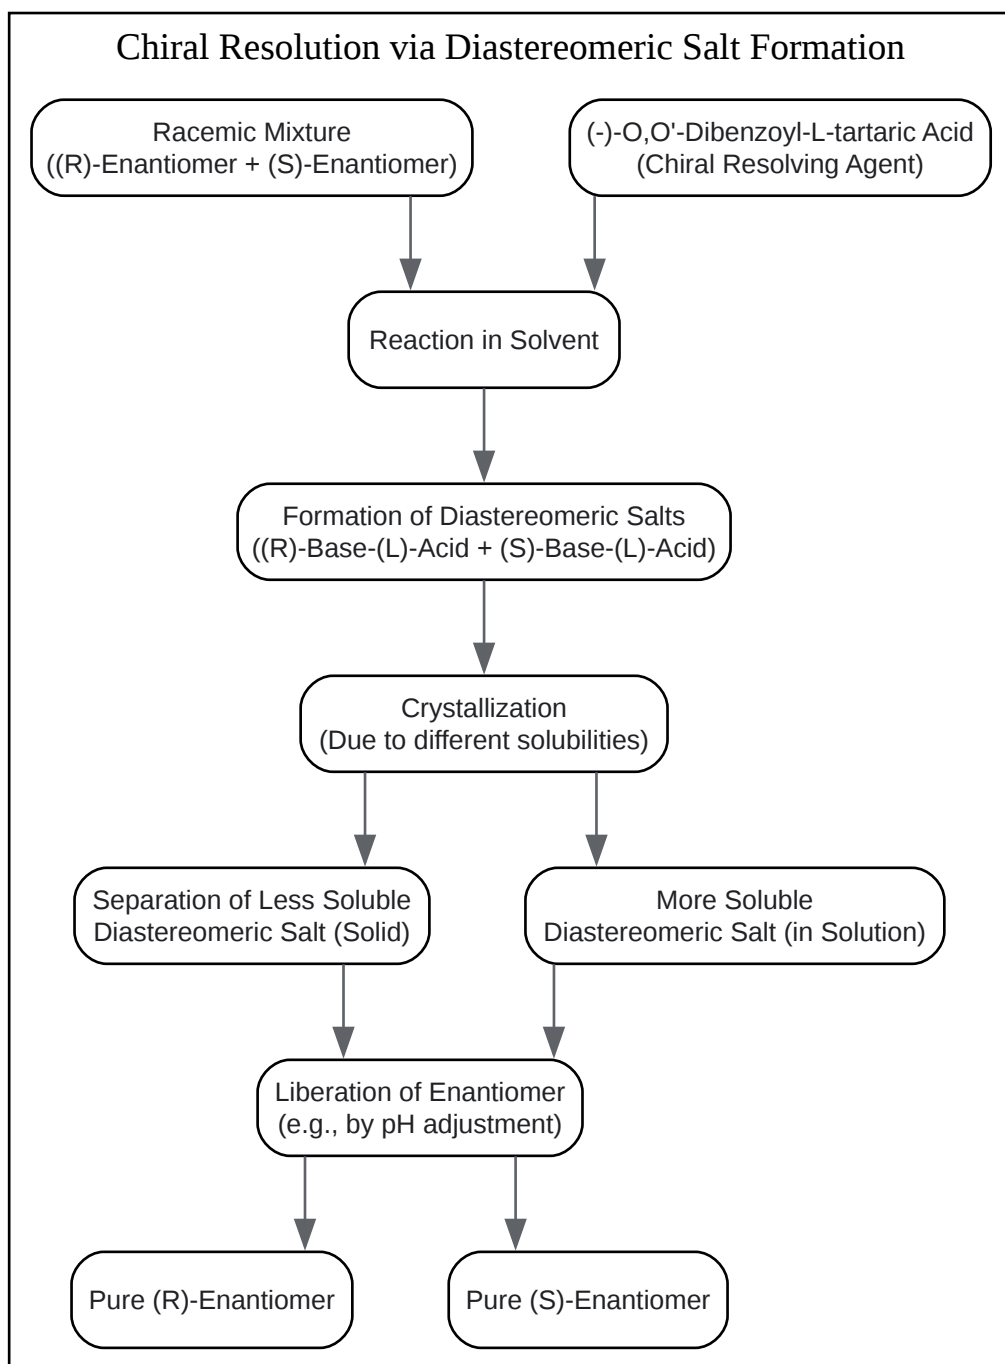 Chiral Resolution via Diastereomeric Salt Formation
Racemic Mixture
((R)-Enantiomer + (S)-Enantiomer)
(-)-O,O'-Dibenzoyl-L-tartaric Acid
(Chiral Resolving Agent)
Reaction in Solvent
Formation of Diastereomeric Salts
((R)-Base-(L)-Acid + (S)-Base-(L)-Acid)
Crystallization
(Due to different solubilities)
Separation of Less Soluble
Diastereomeric Salt (Solid)
More Soluble
Diastereomeric Salt (in Solution)
Liberation of Enantiomer
(e.g., by pH adjustment)
Pure (R)-Enantiomer
Pure (S)-Enantiomer